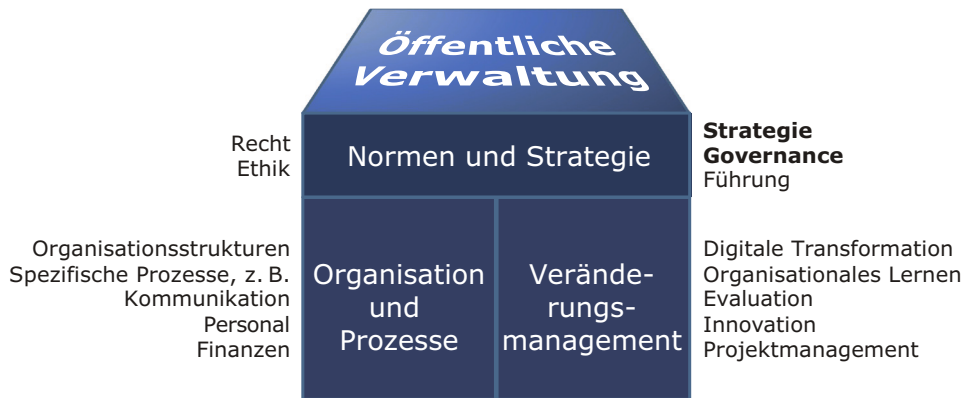 Öffentliche
Verwaltung
Recht
Ethik
Normen und Strategie
Strategie
Governance
Führung
Organisationsstrukturen
Spezifische Prozesse, z. B.
Kommunikation
Personal
Finanzen
Organisation
und
Prozesse
Verände-
rungs-
management
Digitale Transformation
Organisationales Lernen
Evaluation
Innovation
Projektmanagement